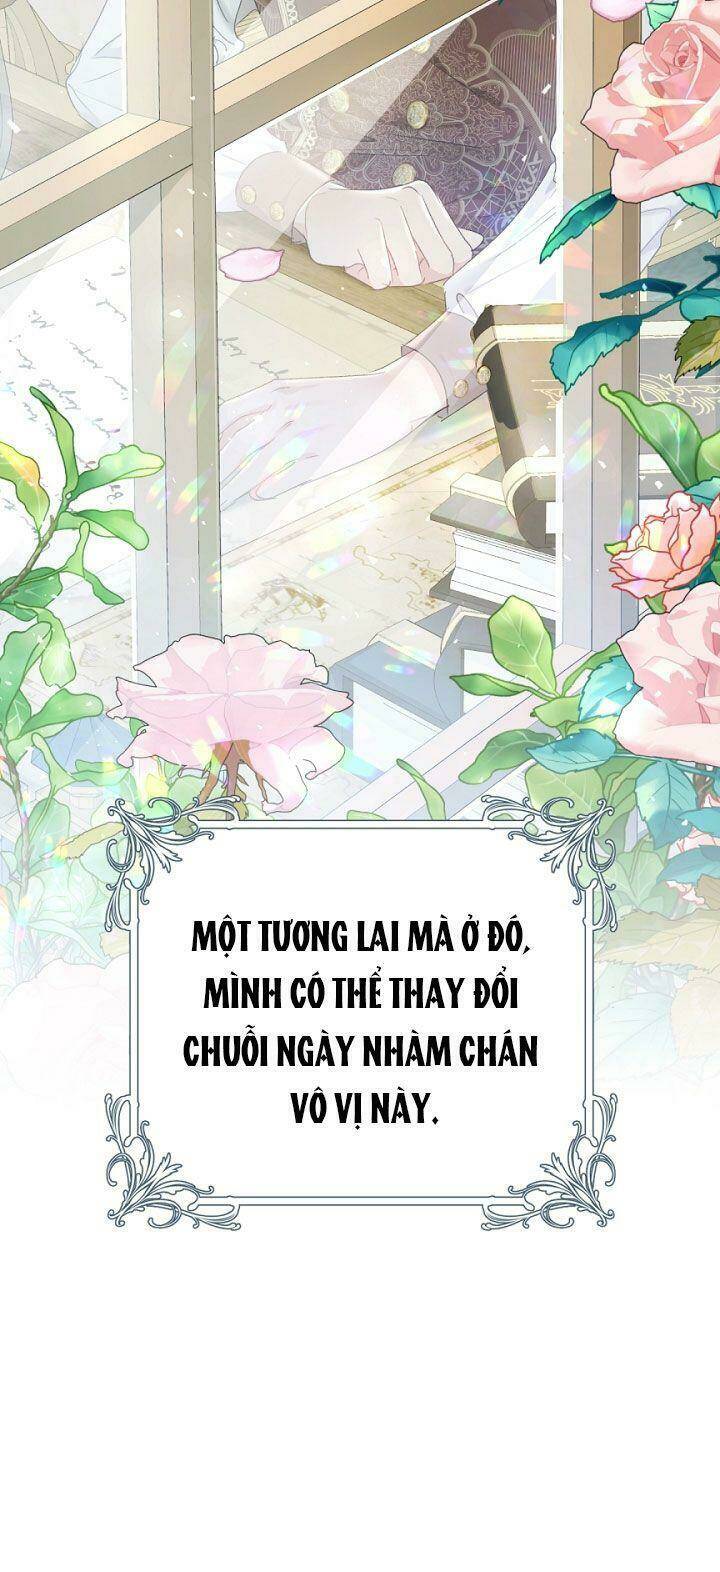 MỘT TƯƠNG LAI MÀ Ở ĐÓ,
MÌNH CÓ THỂ THAY ĐỔI
CHUỖI NGÀY NHÀM CHÁN
VÔ VỊ NÀY.